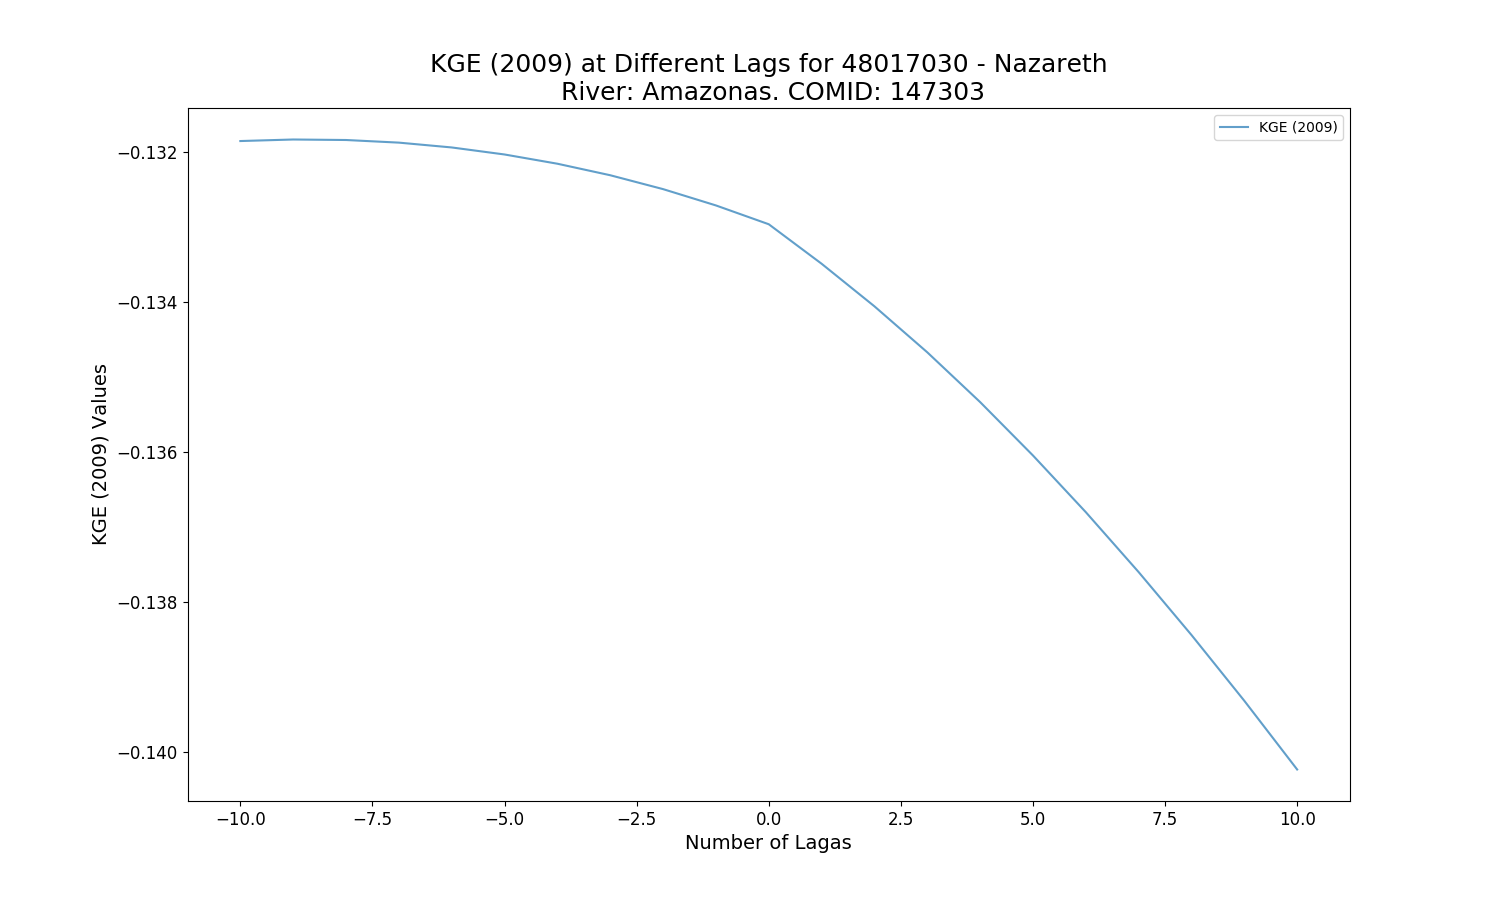 KGE (2009) at Different Lags for 48017030 - Nazareth
River: Amazonas. COMID: 147303
KGE (2009)
−0.132
−0.134
−0.136
−0.138
−0.140
KGE (2009) Values
−10.0 −7.5 −5.0 −2.5 0.0 2.5 5.0 7.5 10.0
Number of Lagas